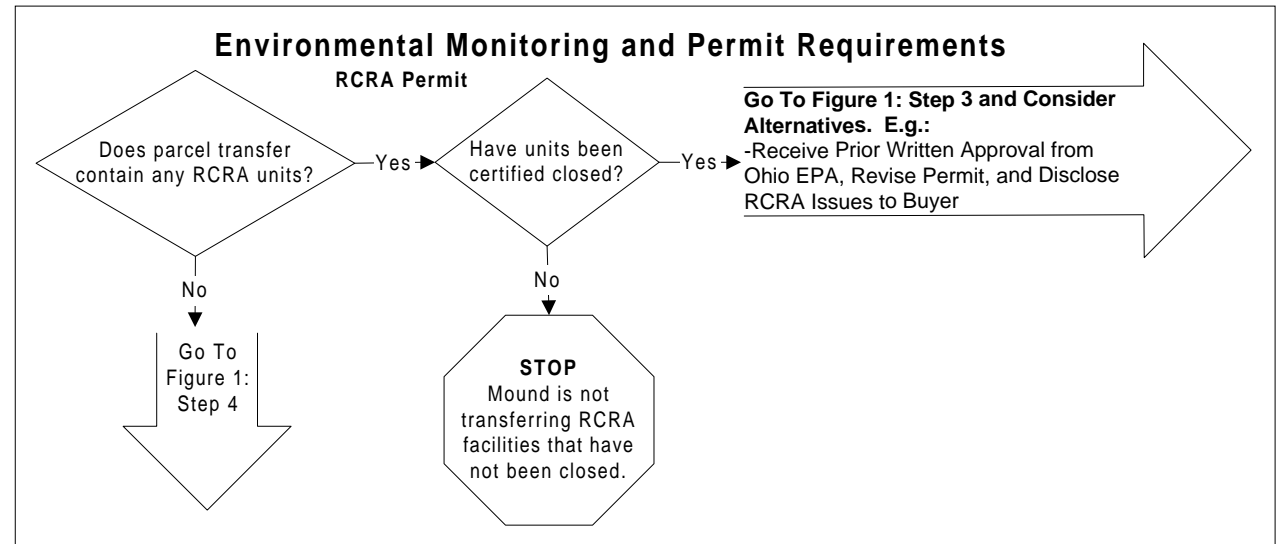 Environmental Monitoring and Permit Requirements
RCRA Permit
Does parcel transfer
contain any RCRA units?
Yes
Have units been
certified closed?
Yes
Go To Figure 1: Step 3 and Consider
Alternatives. E.g.:
-Receive Prior Written Approval from
Ohio EPA, Revise Permit, and Disclose
RCRA Issues to Buyer
No
Go To
Figure 1:
Step 4
No
STOP
Mound is not
transferring RCRA
facilities that have
not been closed.